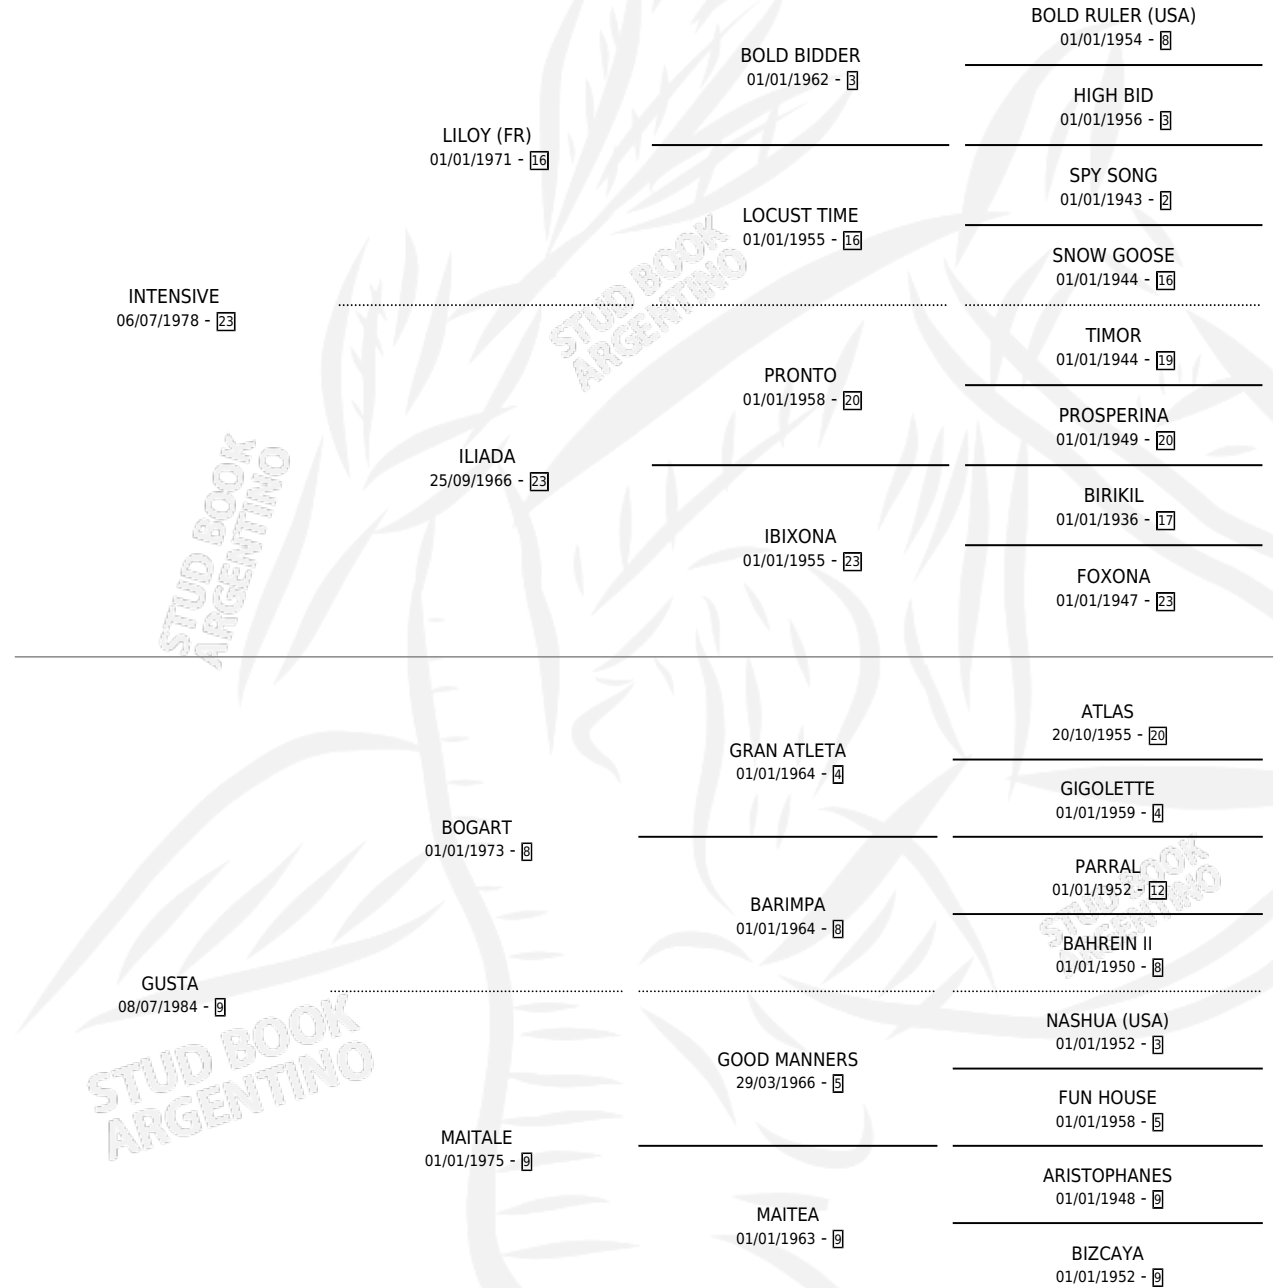 BOLD RULER (USA)
01/01/1954 - 8
BOLD BIDDER
01/01/1962 - 3
HIGH BID
01/01/1956 - 3
LILOY (FR)
01/01/1971 - 16
SPY SONG
01/01/1943 - 2
LOCUST TIME
01/01/1955 - 16
SNOW GOOSE
01/01/1944 - 16
INTENSIVE
06/07/1978 - 23
STUD BOOK
ARGENTINO
TIMOR
01/01/1944 - 19
PRONTO
01/01/1958 - 20
PROSPERINA
01/01/1949 - 20
ILIADA
25/09/1966 - 23
BIRIKIL
01/01/1936 - 17
IBIXONA
01/01/1955 - 23
FOXONA
01/01/1947 - 23
STUD BOOK
ARGENTINO
ATLAS
20/10/1955 - 20
GRAN ATLETA
01/01/1964 - 4
GIGOLETTE
01/01/1959 - 4
BOGART
01/01/1973 - 8
PARRAL
01/01/1952 - 12
BARIMPA
01/01/1964 - 8
STUD BOOK
ARGENTINO
BAHREIN II
01/01/1950 - 8
GUSTA
08/07/1984 - 9
NASHUA (USA)
01/01/1952 - 3
GOOD MANNERS
29/03/1966 - 5
STUD BOOK
ARGENTINO
FUN HOUSE
01/01/1958 - 5
MAITALE
01/01/1975 - 9
ARISTOPHANES
01/01/1948 - 9
MAITEA
01/01/1963 - 9
BIZCAYA
01/01/1952 - 9